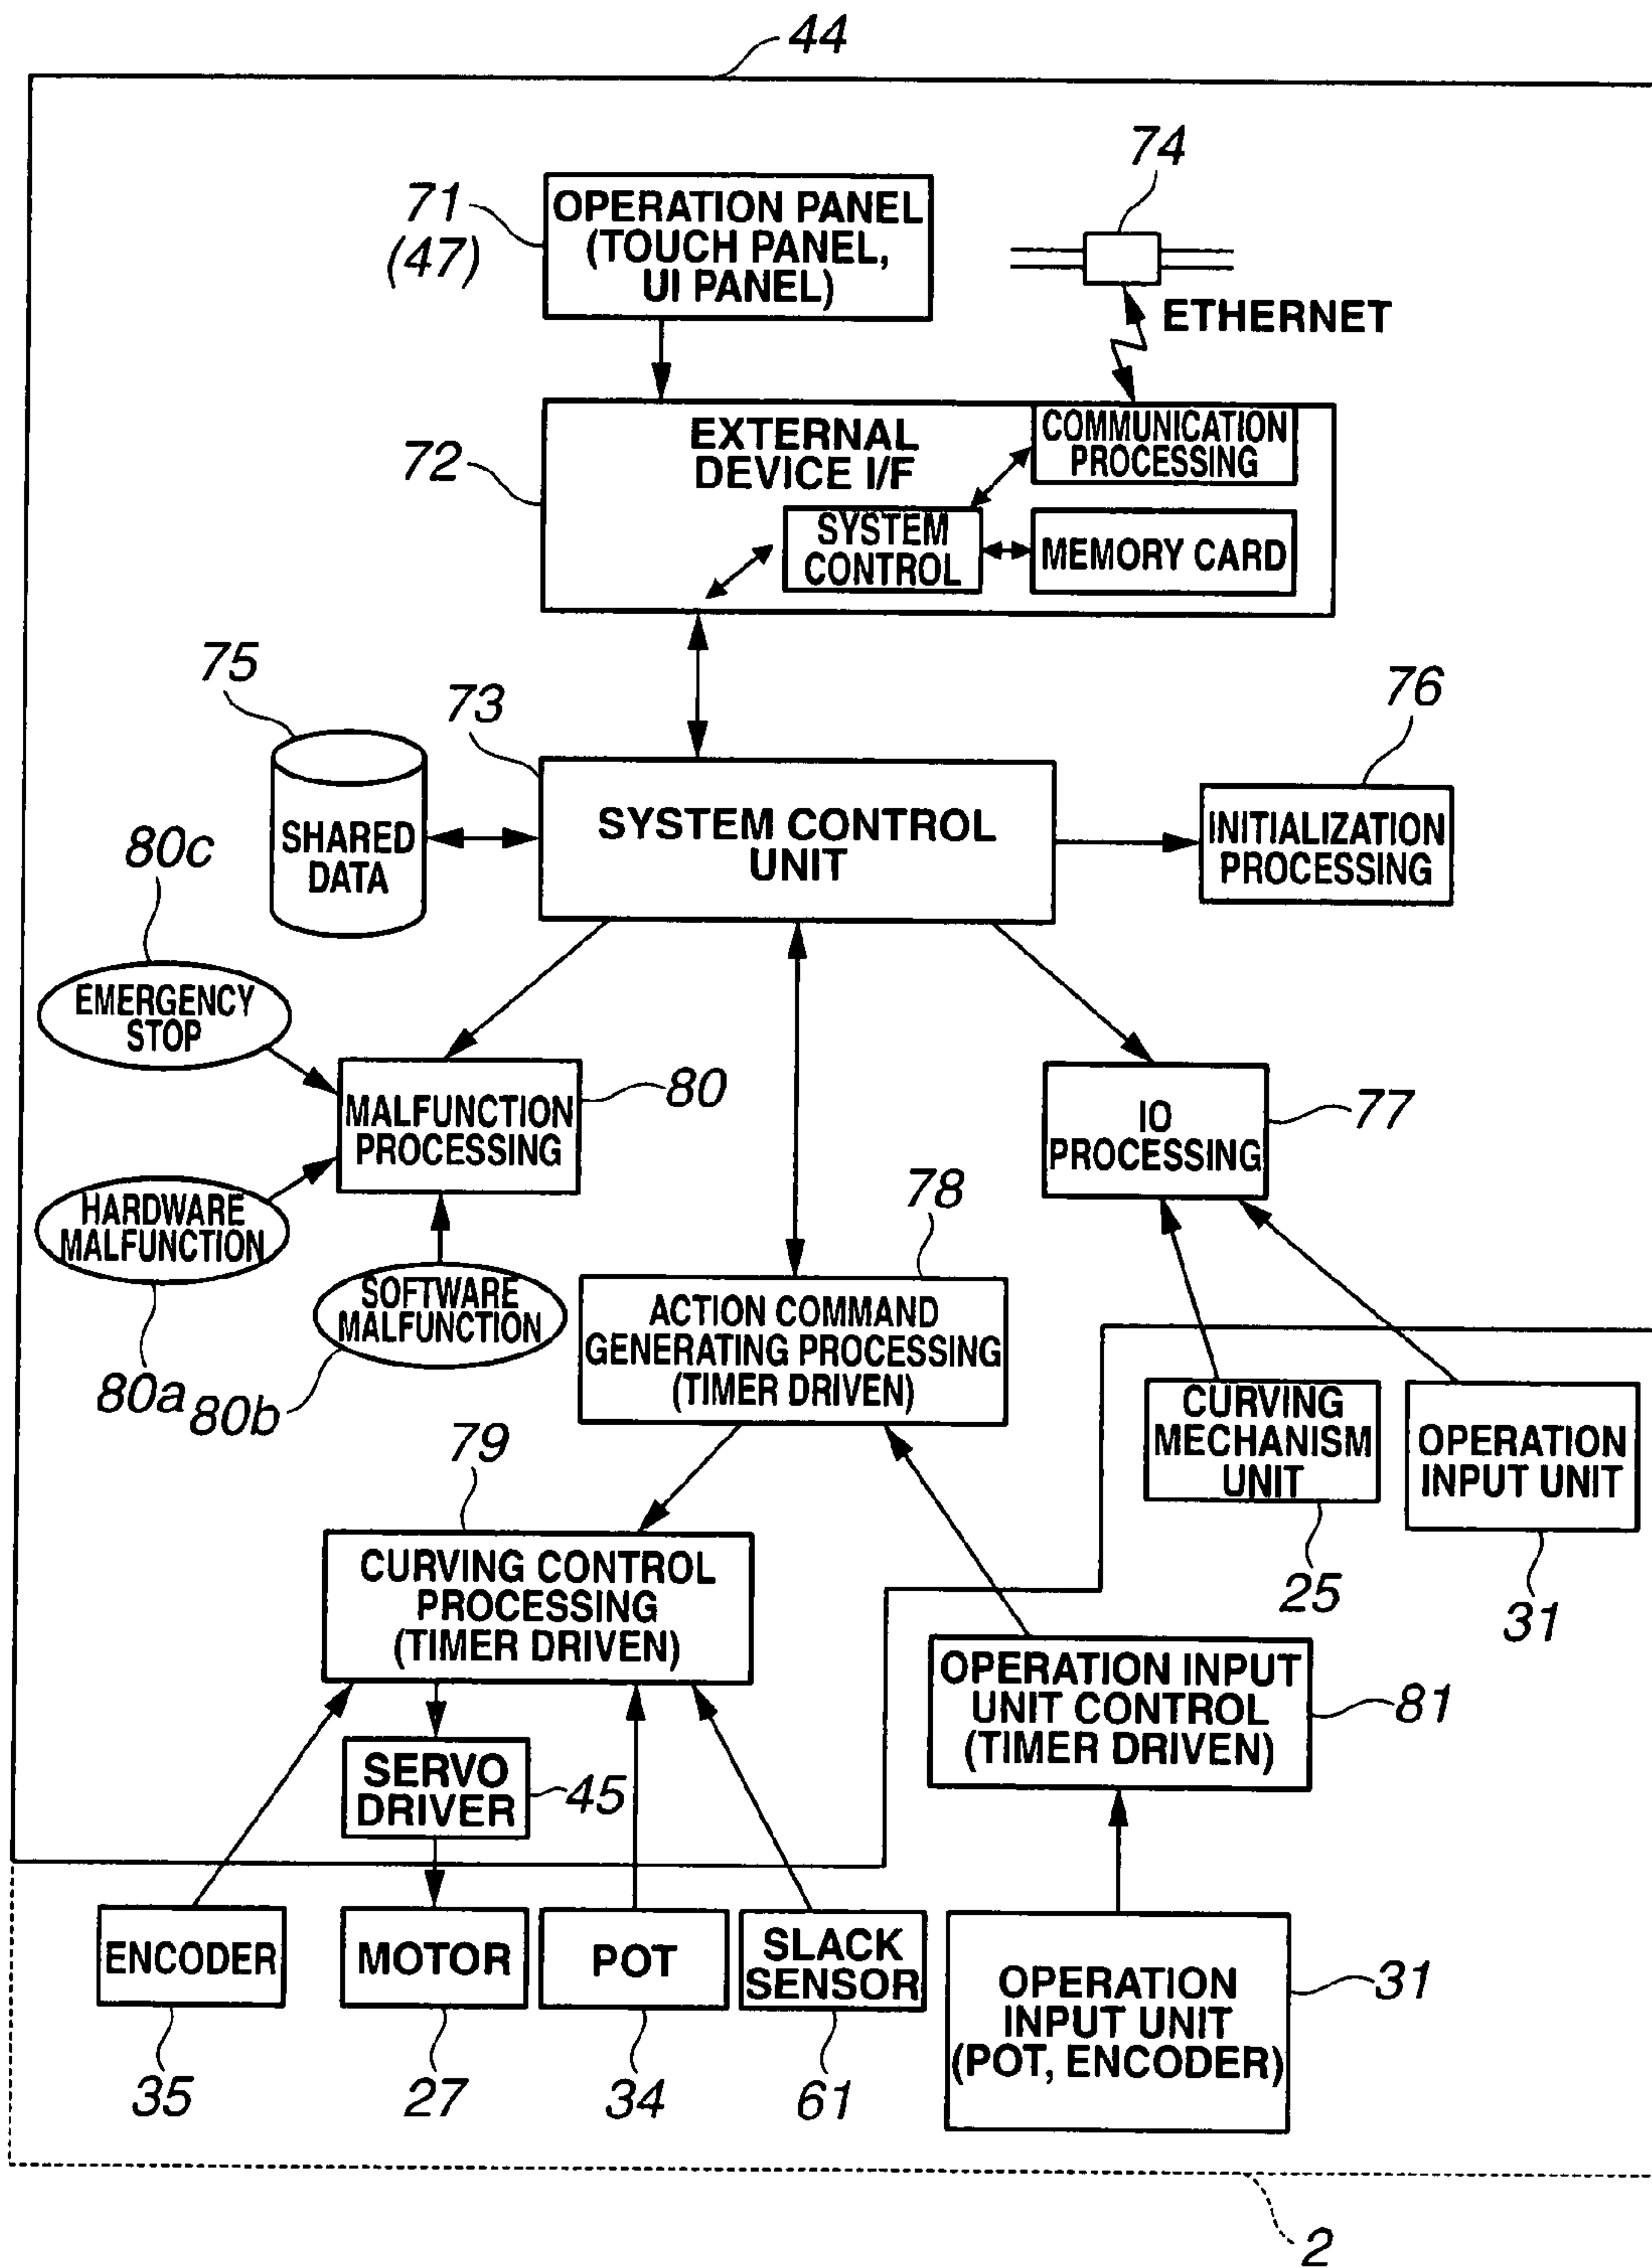 44
74
71
(47)
OPERATION PANEL
(TOUCH PANEL,
UI PANEL)
ETHERNET
72
EXTERNAL
DEVICE I/F
COMMUNICATION
PROCESSING
SYSTEM
CONTROL
MEMORY CARD
75
73
76
SHARED
DATA
SYSTEM CONTROL
UNIT
INITIALIZATION
PROCESSING
80c
EMERGENCY
STOP
MALFUNCTION
PROCESSING
80
IO
PROCESSING
77
HARDWARE
MALFUNCTION
80a
SOFTWARE
MALFUNCTION
80b
78
ACTION COMMAND
GENERATING PROCESSING
(TIMER DRIVEN)
CURVING
MECHANISM
UNIT
25
OPERATION
INPUT UNIT
31
79
CURVING CONTROL
PROCESSING
(TIMER DRIVEN)
OPERATION INPUT
UNIT CONTROL
(TIMER DRIVEN)
81
SERVO
DRIVER
45
ENCODER
35
MOTOR
27
POT
34
SLACK
SENSOR
61
OPERATION
INPUT UNIT
(POT, ENCODER)
31
2